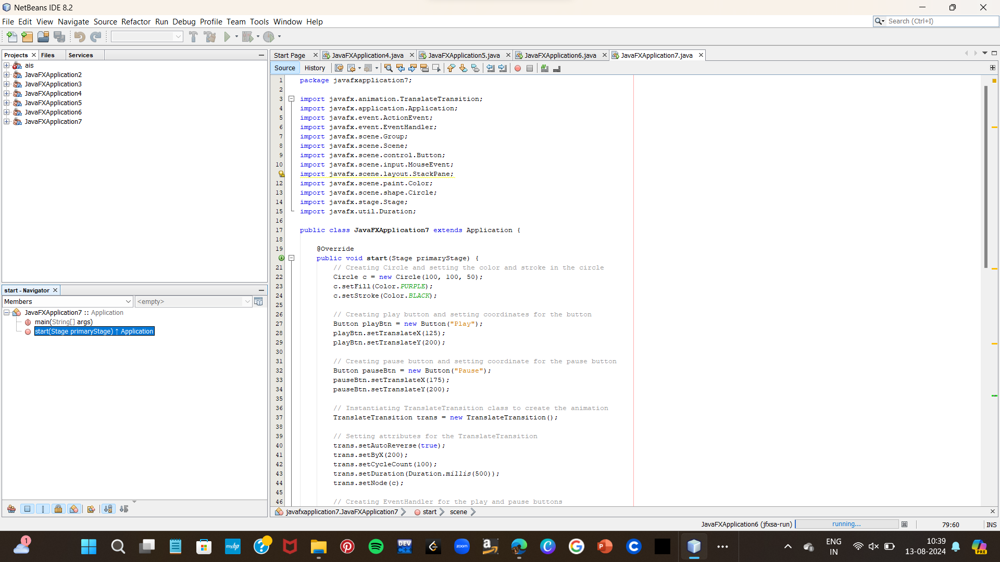 NetBeans IDE 8.2
File Edit View Navigate Source Refactor Run Debug Profile Team Tools Window Help
Search (Ctrl+I)
Projects Files Services
ais
JavaFXApplication2
JavaFXApplication3
JavaFXApplication4
JavaFXApplication5
JavaFXApplication6
JavaFXApplication7
start - Navigator
Members <empty>
JavaFXApplication7 :: Application
main(String[] args)
start(Stage primaryStage) ↑ Application
Start Page JavaFXApplication4.java JavaFXApplication5.java JavaFXApplication6.java JavaFXApplication7.java
Source History
1 package javafxapplication7;
2
3 import javafx.animation.TranslateTransition;
4 import javafx.application.Application;
5 import javafx.event.ActionEvent;
6 import javafx.event.EventHandler;
7 import javafx.scene.Group;
8 import javafx.scene.Scene;
9 import javafx.scene.control.Button;
10 import javafx.scene.input.MouseEvent;
import javafx.scene.layout.StackPane;
12 import javafx.scene.paint.Color;
13 import javafx.scene.shape.Circle;
14 import javafx.stage.Stage;
15 import javafx.util.Duration;
16
17 public class JavaFXApplication7 extends Application {
18
19 @Override
public void start(Stage primaryStage) {
21 // Creating Circle and setting the color and stroke in the circle
22 Circle c = new Circle(100, 100, 50);
23 c.setFill(Color.PURPLE);
24 c.setStroke(Color.BLACK);
25
26 // Creating play button and setting coordinates for the button
27 Button playBtn = new Button("Play");
28 playBtn.setTranslateX(125);
29 playBtn.setTranslateY(200);
30
31 // Creating pause button and setting coordinate for the pause button
32 Button pauseBtn = new Button("Pause");
33 pauseBtn.setTranslateX(175);
34 pauseBtn.setTranslateY(200);
35
36 // Instantiating TranslateTransition class to create the animation
37 TranslateTransition trans = new TranslateTransition();
38
39 // Setting attributes for the TranslateTransition
40 trans.setAutoReverse(true);
41 trans.setByX(200);
42 trans.setCycleCount(100);
43 trans.setDuration(Duration.millis(500));
44 trans.setNode(c);
45
46 // Creating EventHandler for the play and pause buttons
javafxapplication7.JavaFXApplication7 start scene
JavaFXApplication6 (jfxsa-run) running... 79:60 INS
1
myhp
DEV
zoom
ENG
IN
10:39
13-08-2024
PRE